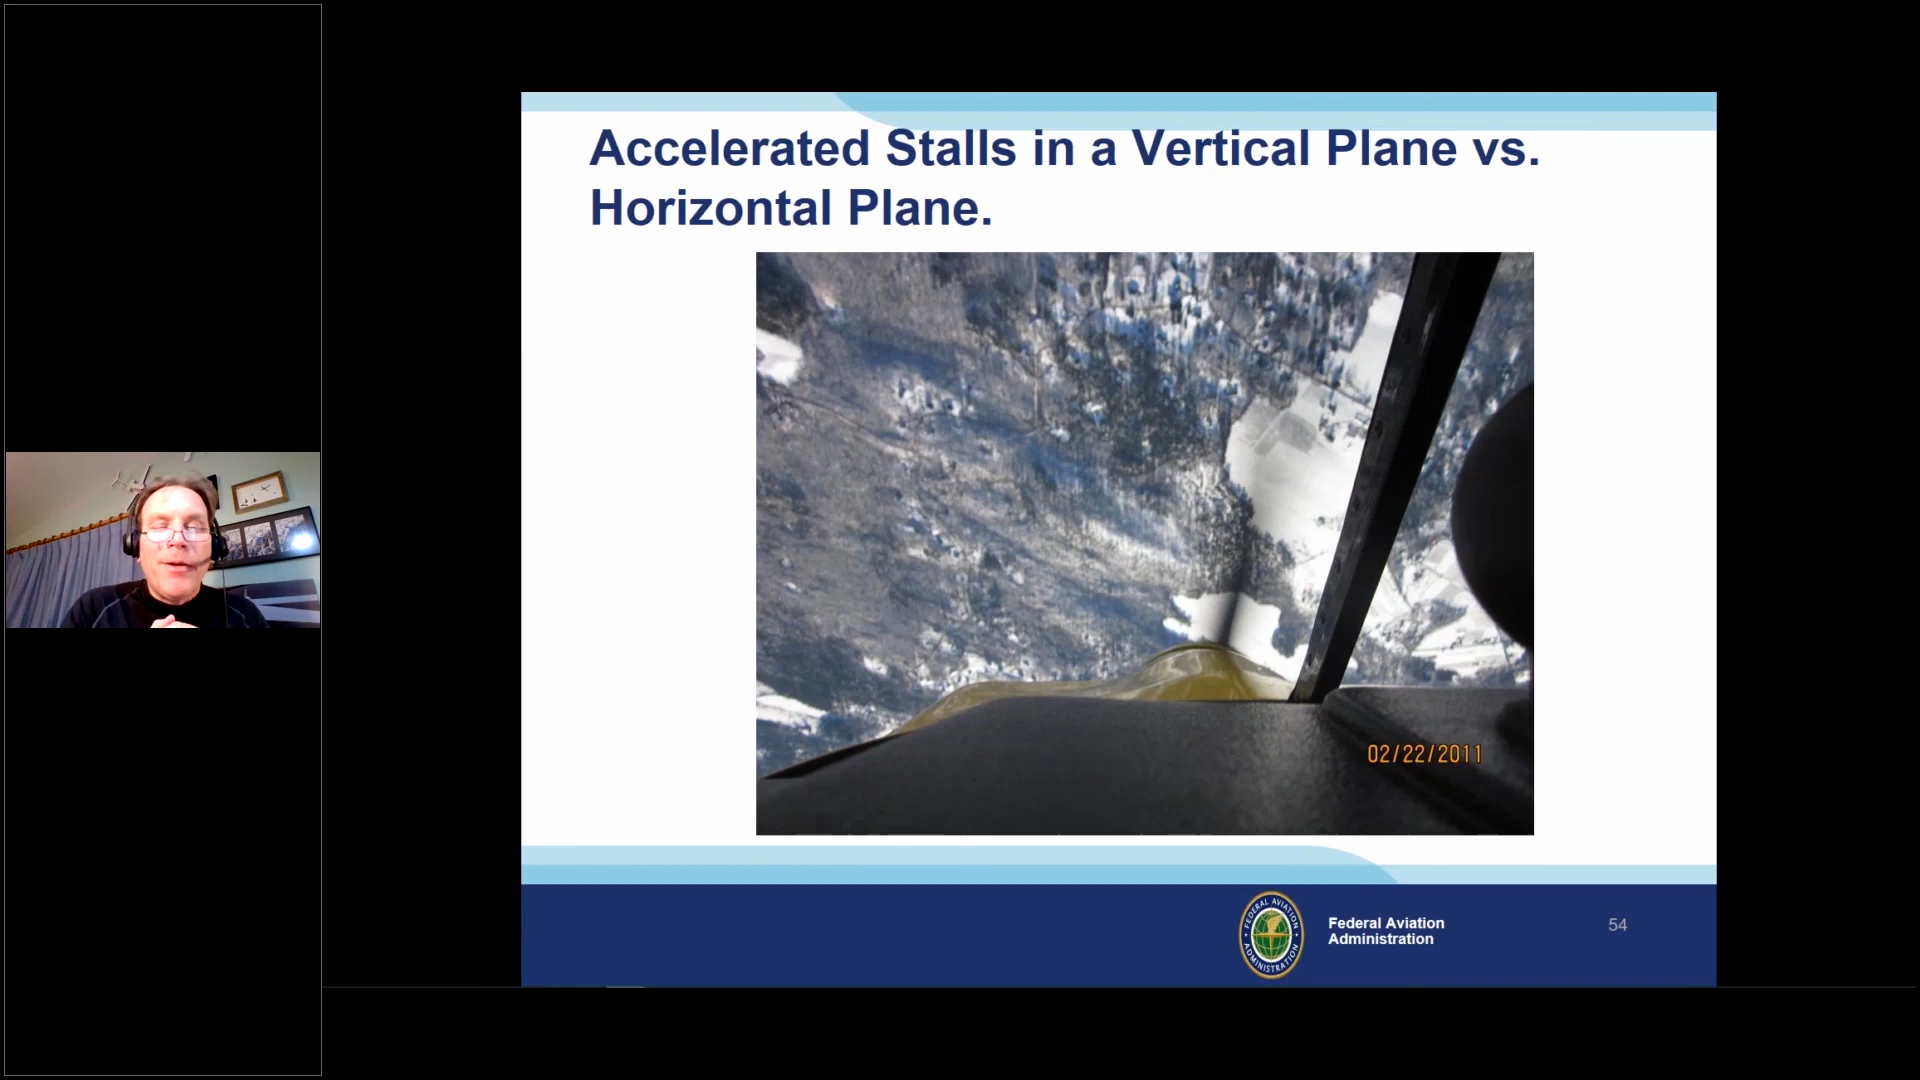 Accelerated Stalls in a Vertical Plane vs.
Horizontal Plane.
02/22/2011
FEDERAL AVIATION
ADMINISTRATION
Federal Aviation
Administration
54